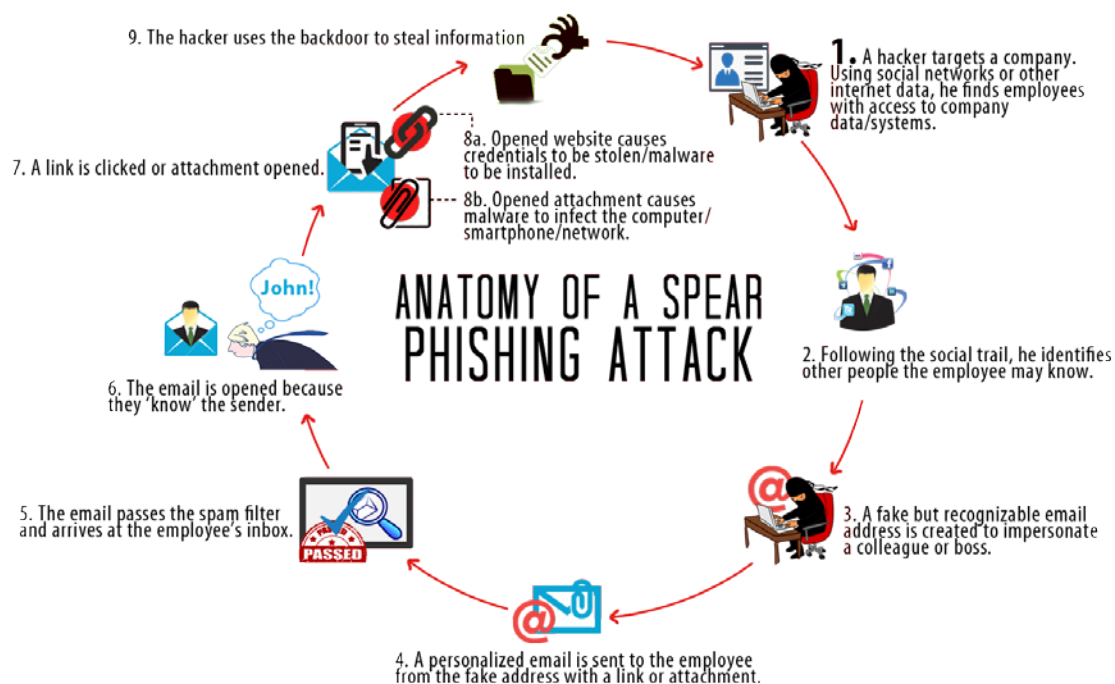 9. The hacker uses the backdoor to steal information
1. A hacker targets a company.
Using social networks or other
internet data, he finds employees
with access to company
data/systems.
8a. Opened website causes
credentials to be stolen/malware
to be installed.
7. A link is clicked or attachment opened.
8b. Opened attachment causes
malware to infect the computer/
smartphone/network.
John!
ANATOMY OF A SPEAR
PHISHING ATTACK
2. Following the social trail, he identifies
other people the employee may know.
6. The email is opened because
they ‘know’ the sender.
5. The email passes the spam filter
and arrives at the employee’s inbox.
PASSED
@
3. A fake but recognizable email
address is created to impersonate
a colleague or boss.
@
4. A personalized email is sent to the employee
from the fake address with a link or attachment.